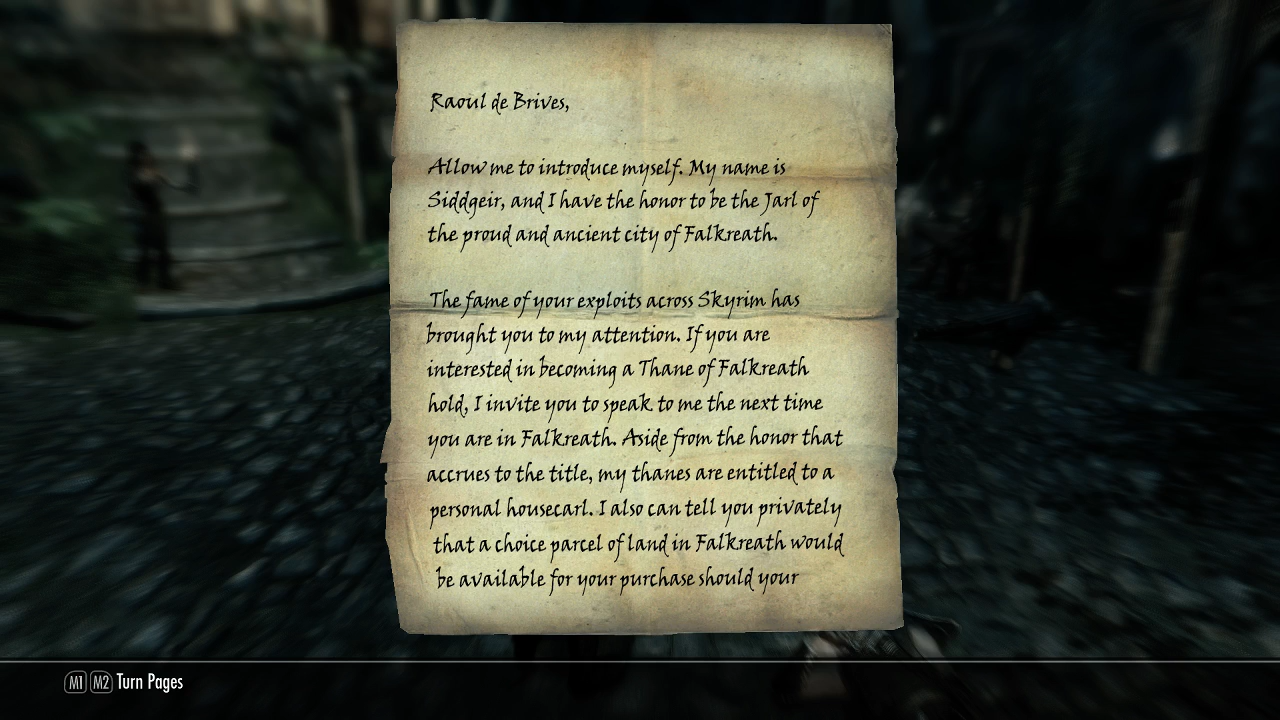 Raoul de Brives,
Allow me to introduce myself. My name is
Siddgeir, and I have the honor to be the Jarl of
the proud and ancient city of Falkreath.
The fame of your exploits across Skyrim has
brought you to my attention. If you are
interested in becoming a Thane of Falkreath
hold, I invite you to speak to me the next time
you are in Falkreath. Aside from the honor that
accrues to the title, my thanes are entitled to a
personal housecarl. I also can tell you privately
that a choice parcel of land in Falkreath would
be available for your purchase should your
M1 M2 Turn Pages